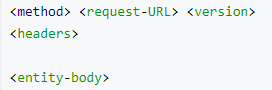 <method> <request-URL> <version>
<headers>

<entity-body>